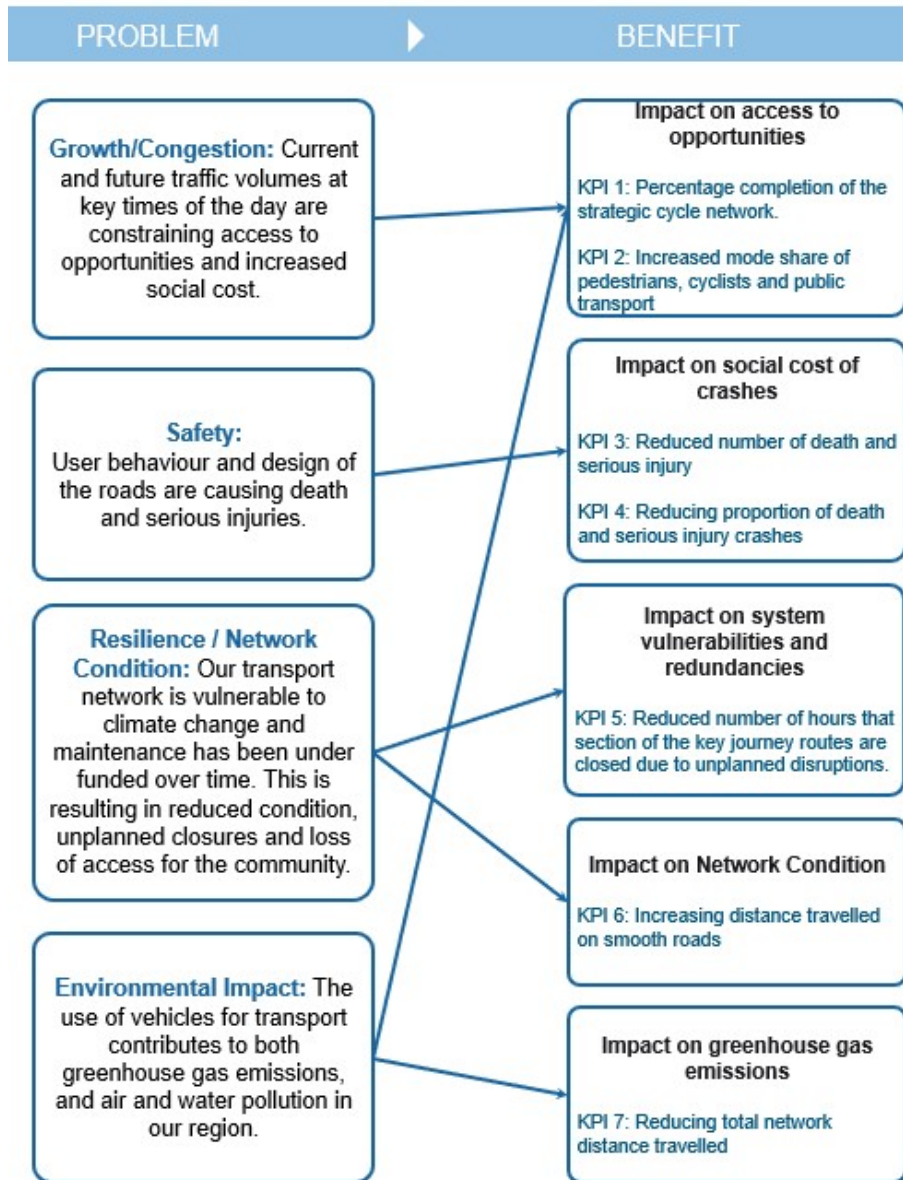 PROBLEM
BENEFIT
Growth/Congestion: Current
and future traffic volumes at
key times of the day are
constraining access to
opportunities and increased
social cost.
Safety:
User behaviour and design of
the roads are causing death
and serious injuries.
Resilience / Network
Condition: Our transport
network is vulnerable to
climate change and
maintenance has been under
funded over time. This is
resulting in reduced condition,
unplanned closures and loss
of access for the community.
Environmental Impact: The
use of vehicles for transport
contributes to both
greenhouse gas emissions,
and air and water pollution in
our region.
Impact on access to
opportunities
KPI 1: Percentage completion of the
strategic cycle network.
KPI 2: Increased mode share of
pedestrians, cyclists and public
transport
Impact on social cost of
crashes
KPI 3: Reduced number of death and
serious injury
KPI 4: Reducing proportion of death
and serious injury crashes
Impact on system
vulnerabilities and
redundancies
KPI 5: Reduced number of hours that
section of the key journey routes are
closed due to unplanned disruptions.
Impact on Network Condition
KPI 6: Increasing distance travelled
on smooth roads
Impact on greenhouse gas
emissions
KPI 7: Reducing total network
distance travelled